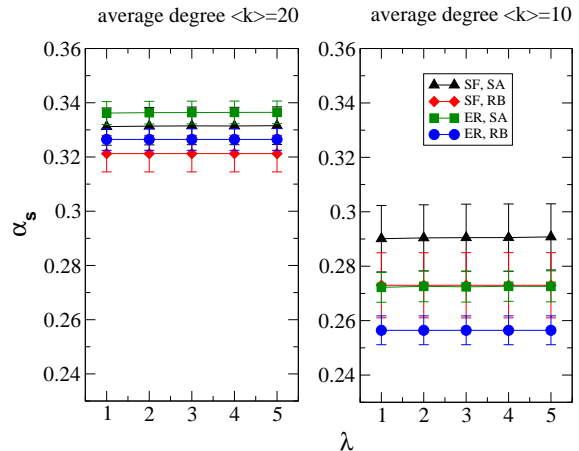 average degree <k>=20
average degree <k>=10
0.36
0.34
0.32
0.3
0.28
0.26
0.24
αs
1 2 3 4 5
0.36
0.34
0.32
0.3
0.28
0.26
0.24
SF, SA
SF, RB
ER, SA
ER, RB
1 2 3 4 5
λ